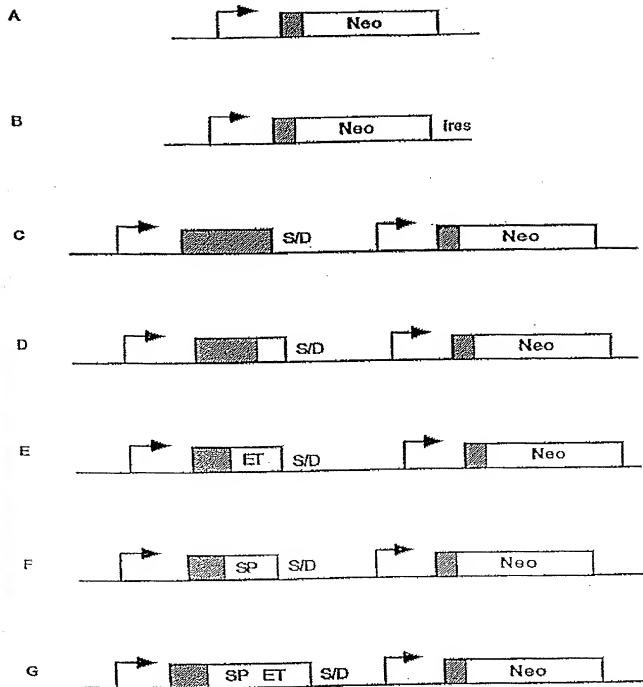 A Neo
B Neo Ires
C S/D Neo
D S/D Neo
E ET S/D Neo
F SP S/D Neo
G SP ET S/D Neo